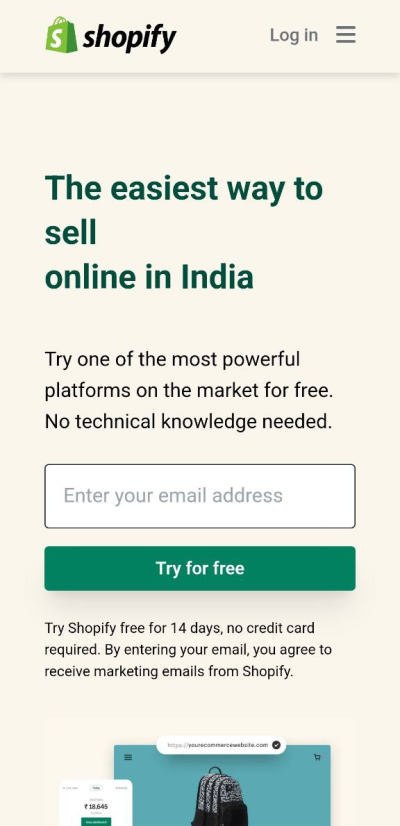 shopify
Log in
The easiest way to
sell
online in India
Try one of the most powerful
platforms on the market for free.
No technical knowledge needed.
Enter your email address
Try for free
Try Shopify free for 14 days, no credit card
required. By entering your email, you agree to
receive marketing emails from Shopify.
https://yourecommercewebsite.com
Today
₹ 18,645